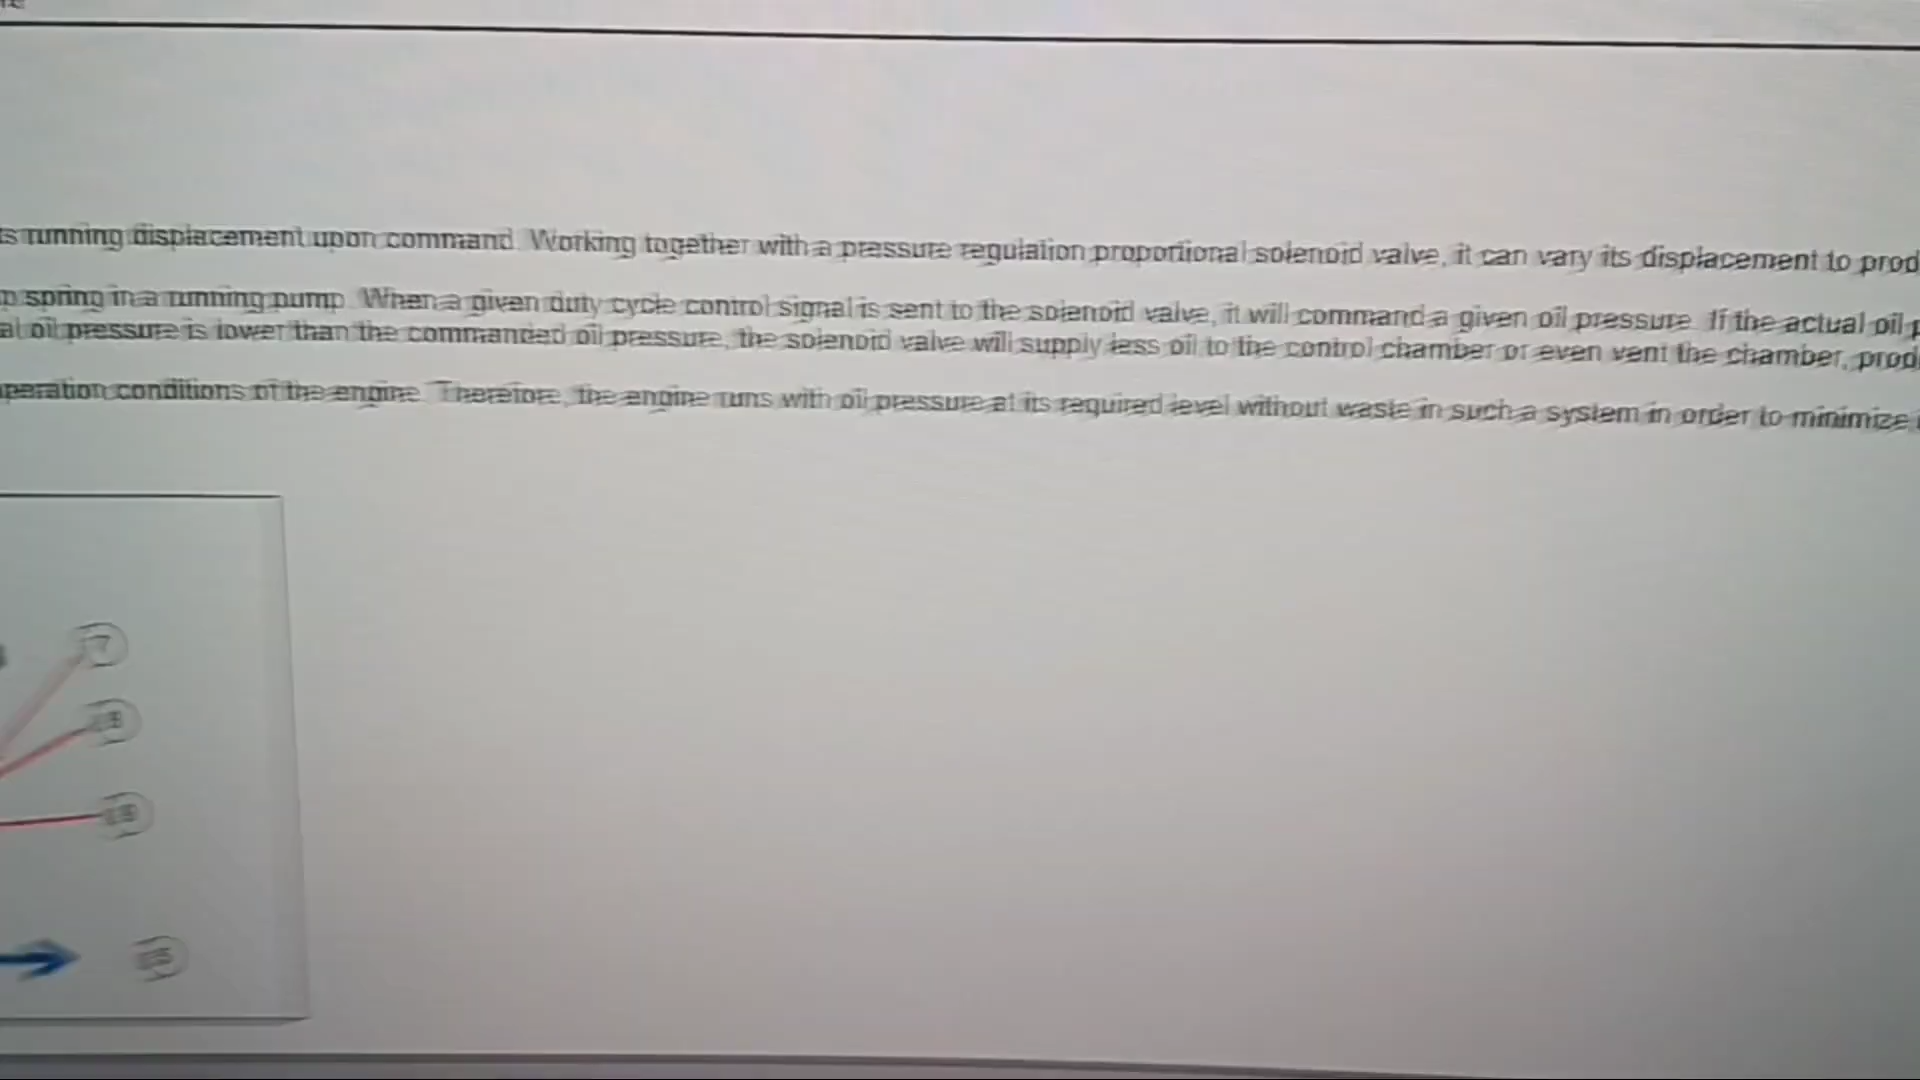 running displacement upon command. Working together with a pressure regulation proportional solenoid valve, it can vary its displacement to prod
spring in a running pump. When a given duty cycle control signal is sent to the solenoid valve, it will command a given oil pressure. If the actual oil
oil pressure is lower than the commanded oil pressure, the solenoid valve will supply less oil to the control chamber or even vent the chamber, prod
operation conditions of the engine. Therefore, the engine runs with oil pressure at its required level without waste in such a system in order to minimize
7